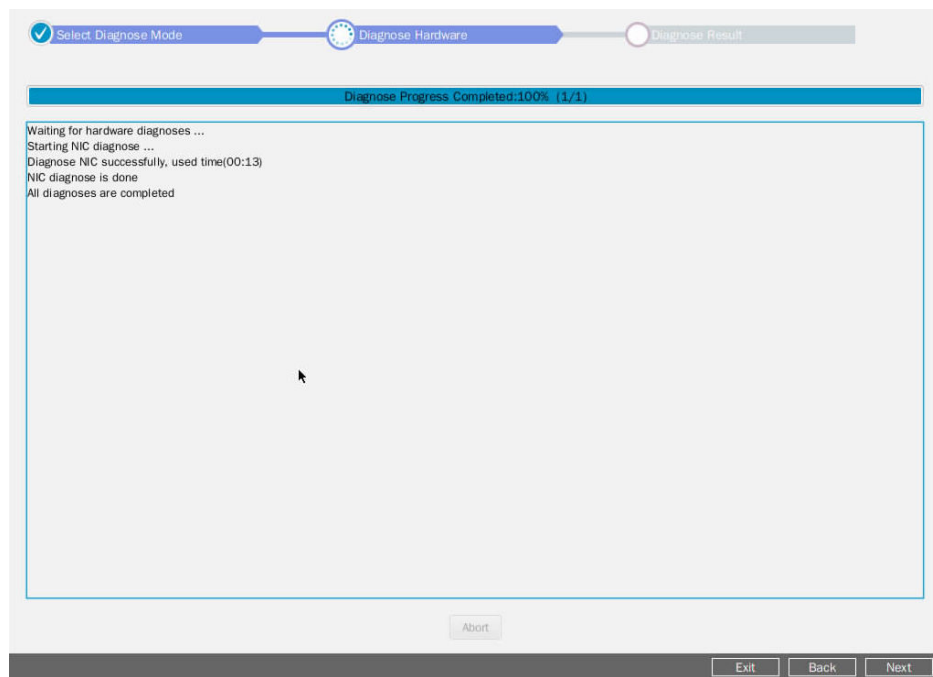 Select Diagnose Mode
Diagnose Hardware
Diagnose Result
Diagnose Progress Completed:100% (1/1)
Waiting for hardware diagnoses ...
Starting NIC diagnose ...
Diagnose NIC successfully, used time(00:13)
NIC diagnose is done
All diagnoses are completed
Abort
Exit
Back
Next